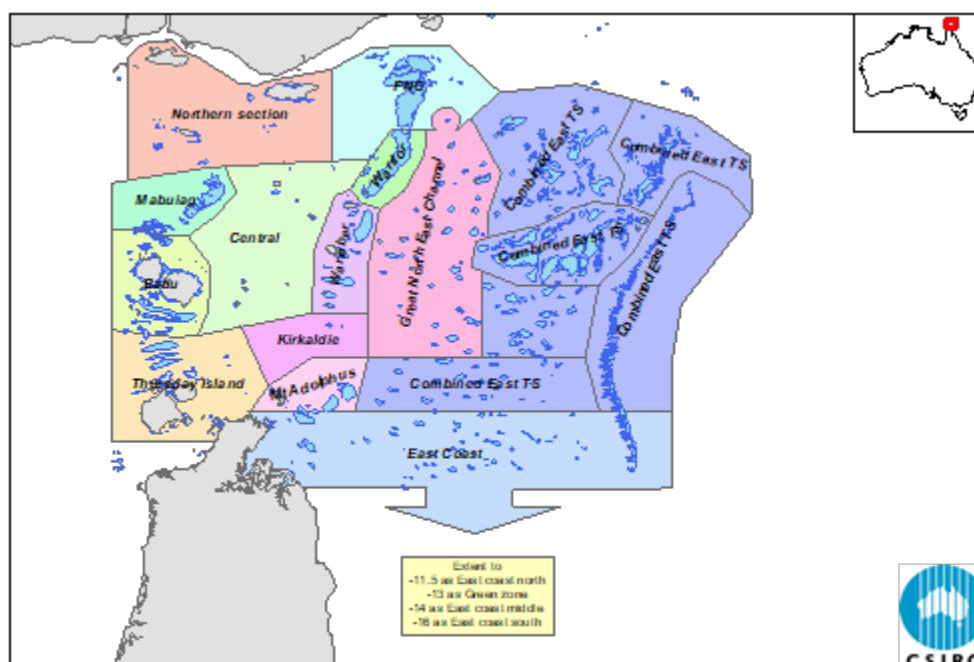 PNG
Northern section
Combined East TS
Combined East TS
Warrior
Mabuiag
Great North East Channel
Central
Warraber
Combined East TS
Combined East TS
Badu
Kirkaldie
Thursday Island
Mt Adolphus
Combined East TS
East Coast
Extent to
-11.5 as East coast north
-13 as Green zone
-14 as East coast middle
-16 as East coast south
CSIRO